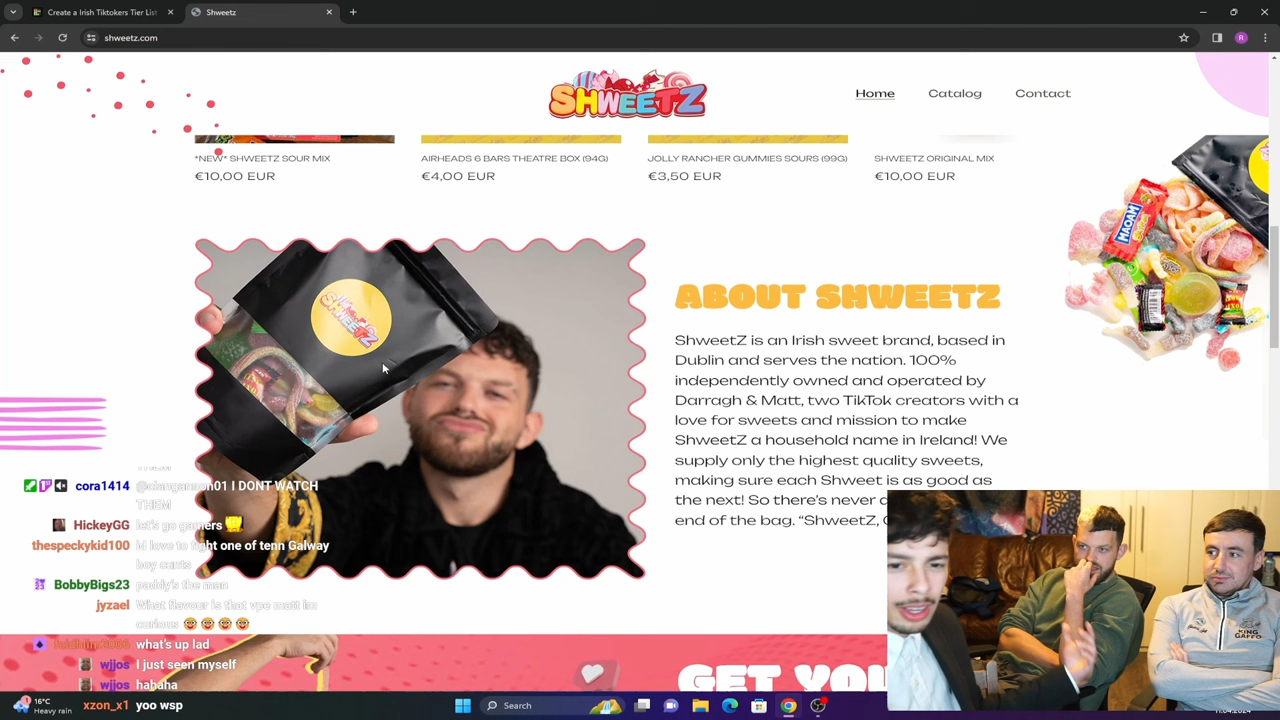 Create a Irish Tiktokers Tier List
Shweetz
shweetz.com
SHWEETZ
Home
Catalog
Contact
*NEW* SHWEETZ SOUR MIX
AIRHEADS 6 BARS THEATRE BOX (94G)
JOLLY RANCHER GUMMIES SOURS (99G)
SHWEETZ ORIGINAL MIX
€10,00 EUR
€4,00 EUR
€3,50 EUR
€10,00 EUR
MAOAM
SHWEETZ
ABOUT SHWEETZ
ShweetZ is an Irish sweet brand, based in
Dublin and serves the nation. 100%
independently owned and operated by
Darragh & Matt, two TikTok creators with a
love for sweets and mission to make
ShweetZ a household name in Ireland! We
supply only the highest quality sweets,
making sure each Shweet is as good as
the next! So there's never a
end of the bag. "ShweetZ,
cora1414 @cianganson01 I DONT WATCH
THEM
HickeyGG let's go gamers
thespeckykid100 id love to fight one of tenn Galway
boy cunts
BobbyBigs23 paddy's the man
jyzael What flavour is that vpe matt im
curious
what's up lad
wjjos I just seen myself
wjjos hahaha
xzon_x1 yoo wsp
GET YOU
16°C
Heavy rain
Search
11.04.2024